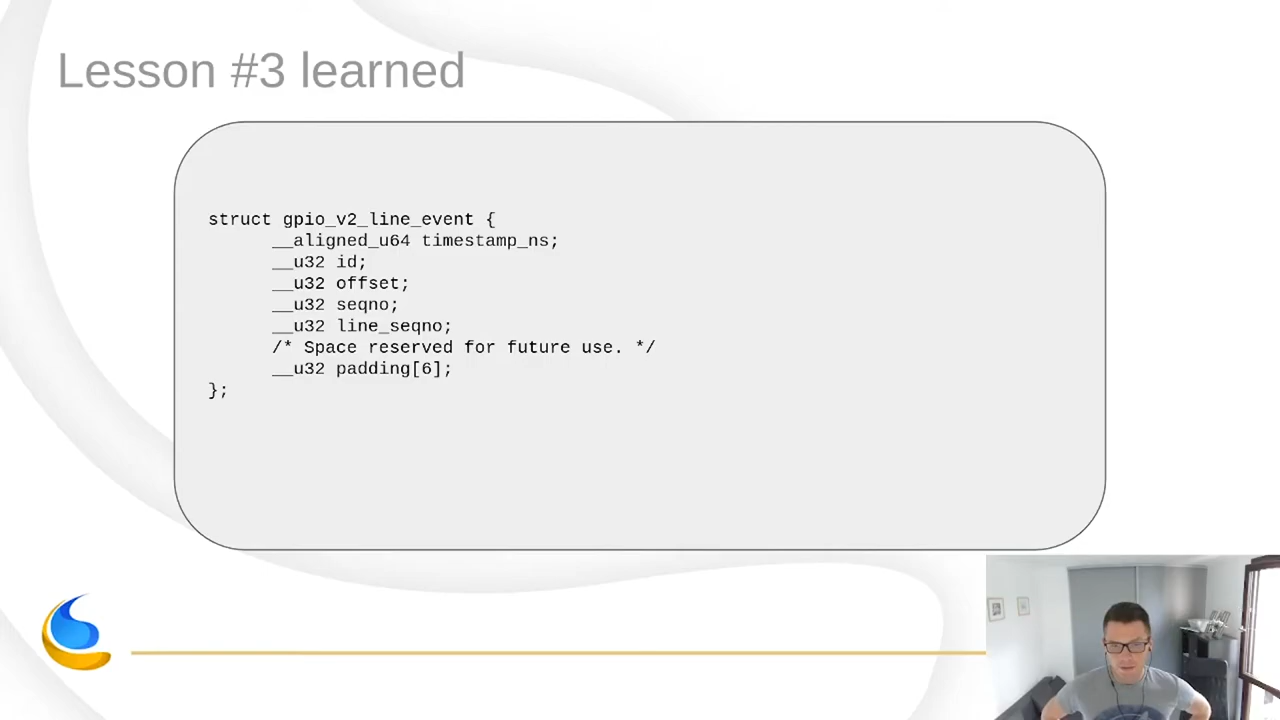 Lesson #3 learned
struct gpio_v2_line_event {
__aligned_u64 timestamp_ns;
__u32 id;
__u32 offset;
__u32 seqno;
__u32 line_seqno;
/* Space reserved for future use. */
__u32 padding[6];
};